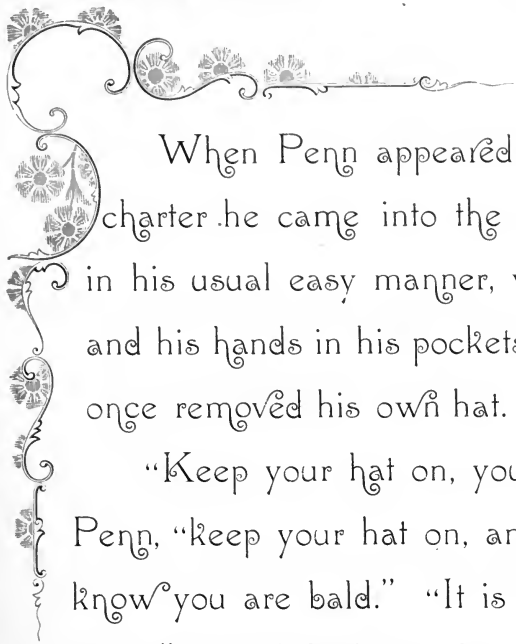 When Penn appeared
charter he came into the
in his usual easy manner,
and his hands in his pockets
once removed his own hat.
“Keep your hat on, you
Penn, “keep your hat on, an
know you are bald.” “It is